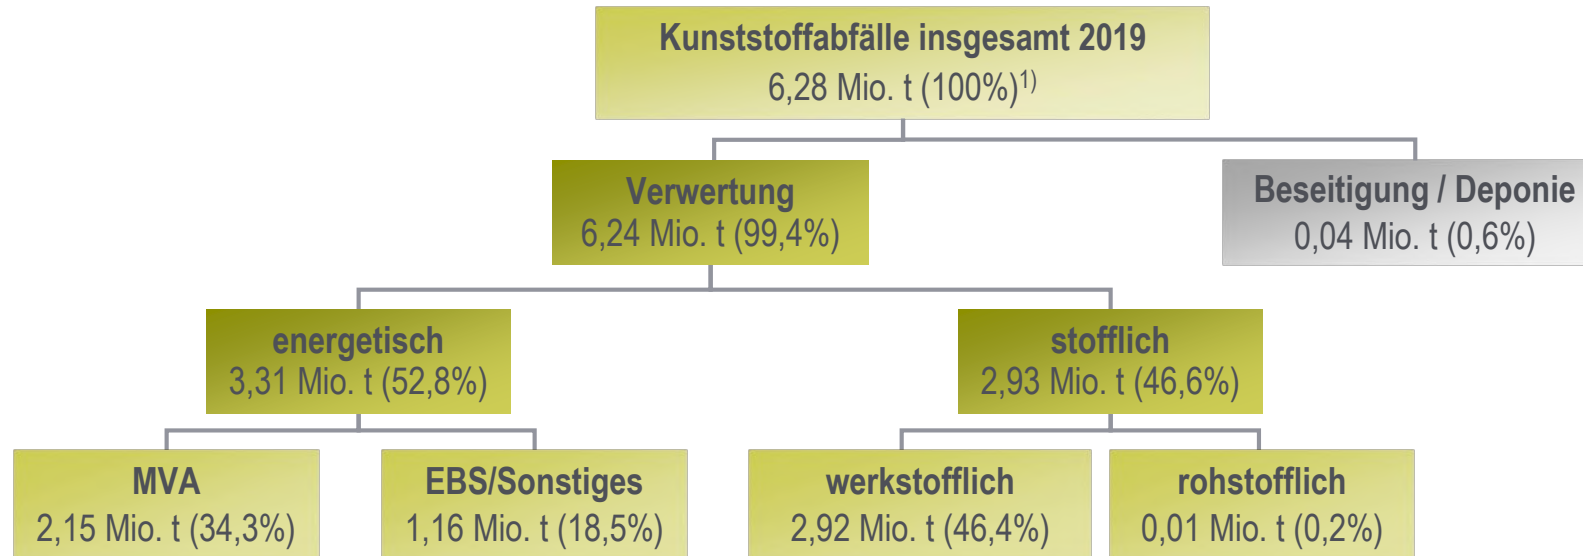 Kunststoffabfälle insgesamt 2019
6,28 Mio. t (100%)1)
Verwertung
6,24 Mio. t (99,4%)
Beseitigung / Deponie
0,04 Mio. t (0,6%)
energetisch
3,31 Mio. t (52,8%)
stofflich
2,93 Mio. t (46,6%)
MVA
2,15 Mio. t (34,3%)
EBS/Sonstiges
1,16 Mio. t (18,5%)
werkstofflich
2,92 Mio. t (46,4%)
rohstofflich
0,01 Mio. t (0,2%)